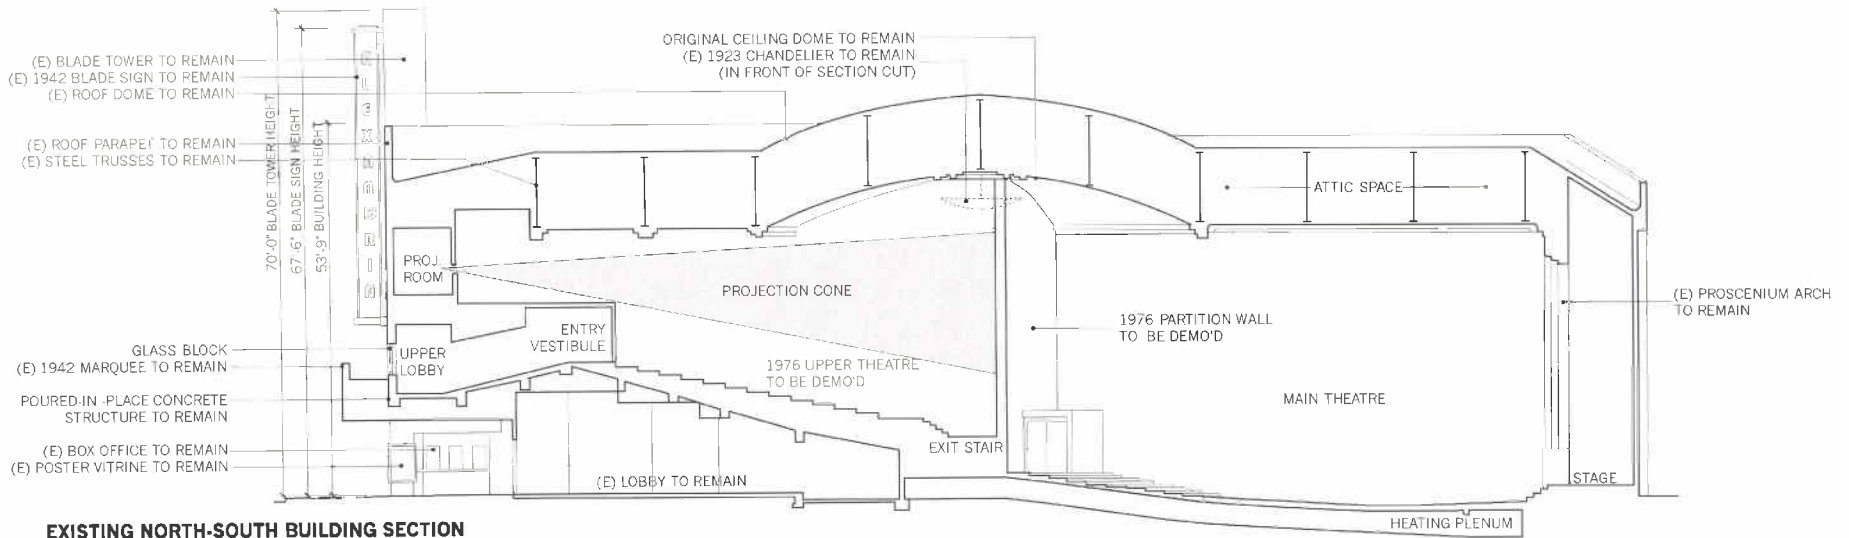 (E) BLADE TOWER TO REMAIN
(E) 1942 BLADE SIGN TO REMAIN
(E) ROOF DOME TO REMAIN
(E) ROOF PARAPET TO REMAIN
(E) STEEL TRUSSES TO REMAIN
70'-0" BLADE TOWER HEIGHT
67'-6" BLADE SIGN HEIGHT
53'-9" BUILDING HEIGHT
ALEXANDRIA
ORIGINAL CEILING DOME TO REMAIN
(E) 1923 CHANDELIER TO REMAIN
(IN FRONT OF SECTION CUT)
ATTIC SPACE
PROJ
ROOM
PROJECTION CONE
(E) PROSCENIUM ARCH
TO REMAIN
1976 PARTITION WALL
TO BE DEMO'D
ENTRY
VESTIBULE
UPPER
LOBBY
GLASS BLOCK
(E) 1942 MARQUEE TO REMAIN
POURED-IN -PLACE CONCRETE
STRUCTURE TO REMAIN
1976 UPPER THEATRE
TO BE DEMO'D
MAIN THEATRE
(E) BOX OFFICE TO REMAIN
(E) POSTER VITRINE TO REMAIN
EXIT STAIR
(E) LOBBY TO REMAIN
STAGE
HEATING PLENUM
EXISTING NORTH-SOUTH BUILDING SECTION